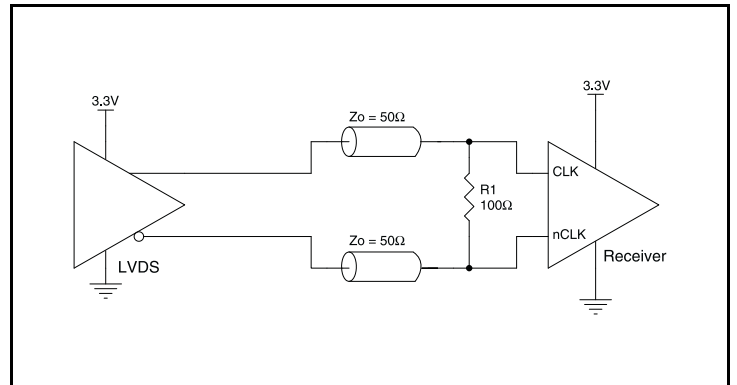 3.3V
3.3V
Zo = 50Ω
CLK
R1
100Ω
nCLK
Zo = 50Ω
Receiver
LVDS